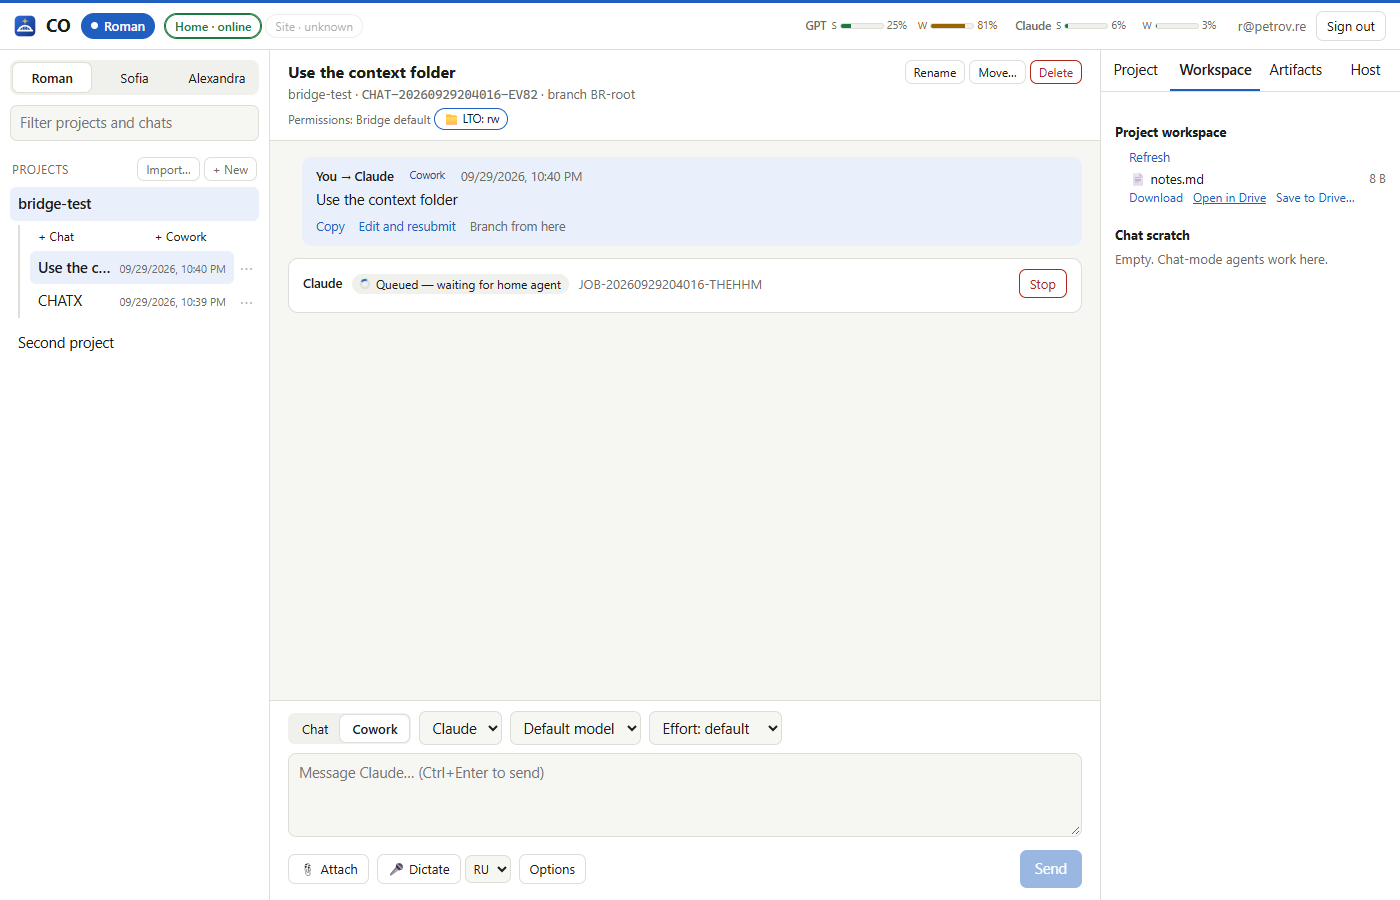 CO Roman Home · online Site · unknown GPT S 25% W 81% Claude S 6% W 3% r@petrov.re Sign out
Roman Sofia Alexandra
Filter projects and chats
PROJECTS Import... + New
bridge-test
+ Chat + Cowork
Use the c... 09/29/2026, 10:40 PM ...
CHATX 09/29/2026, 10:39 PM ...
Second project
Use the context folder
Rename Move... Delete
bridge-test · CHAT-20260929204016-EV82 · branch BR-root
Permissions: Bridge default LTO: rw
You → Claude Cowork 09/29/2026, 10:40 PM
Use the context folder
Copy Edit and resubmit Branch from here
Claude Queued — waiting for home agent JOB-20260929204016-THEHHM Stop
Chat Cowork Claude Default model Effort: default
Message Claude... (Ctrl+Enter to send)
Attach Dictate RU Options Send
Project Workspace Artifacts Host
Project workspace
Refresh
notes.md 8 B
Download Open in Drive Save to Drive...
Chat scratch
Empty. Chat-mode agents work here.